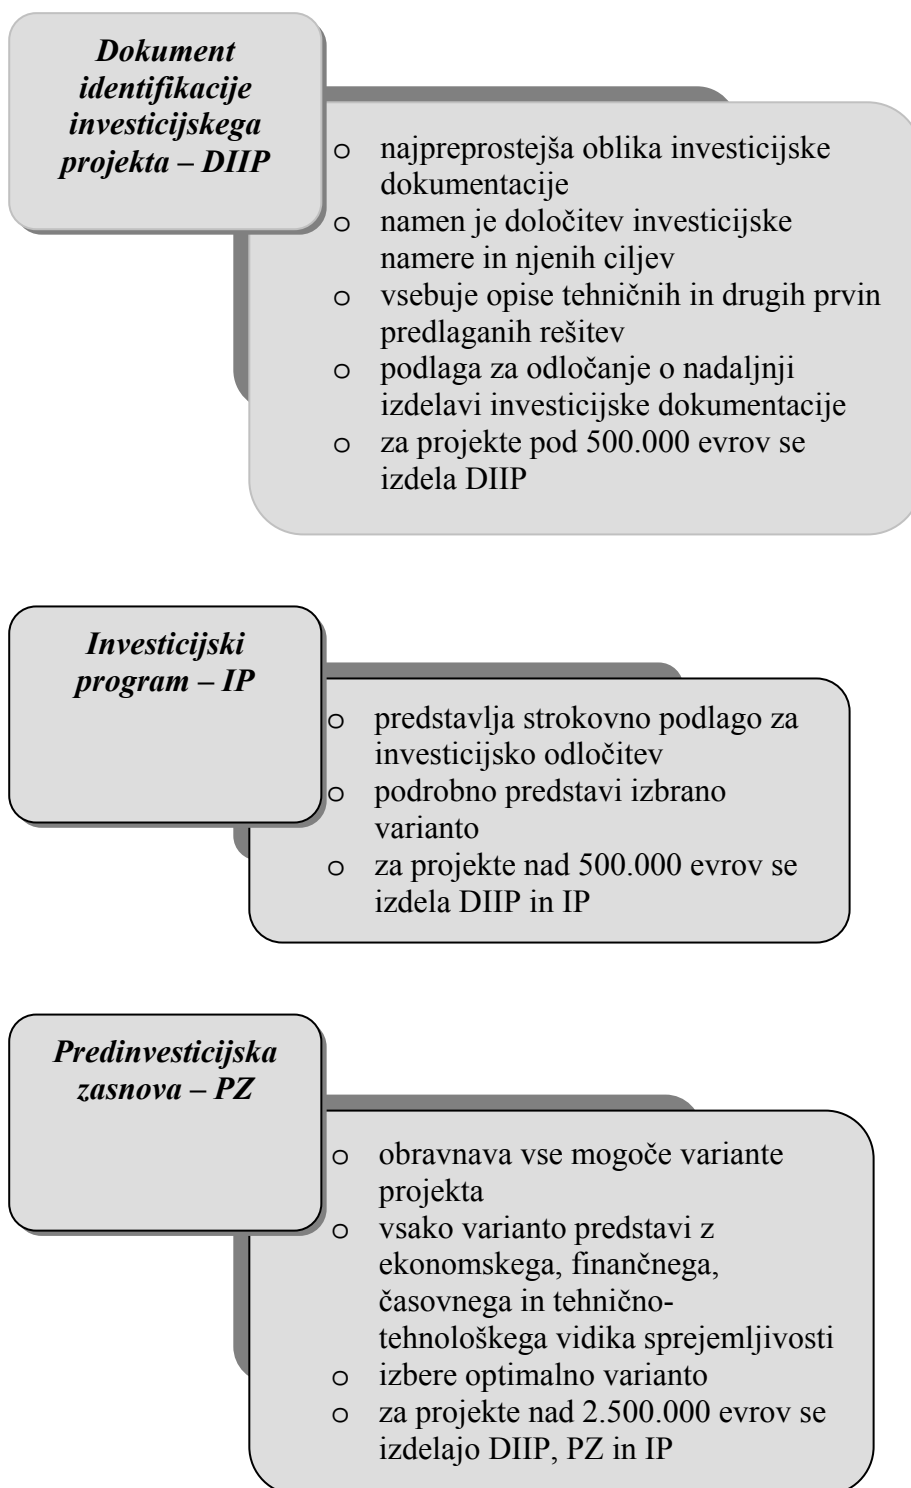 Dokument
identifikacije
investicijskega
projekta – DIIP
o najpreprostejša oblika investicijske
dokumentacije
o namen je določitev investicijske
namere in njenih ciljev
o vsebuje opise tehničnih in drugih prvin
predlaganih rešitev
o podlaga za odločanje o nadaljnji
izdelavi investicijske dokumentacije
o za projekte pod 500.000 evrov se
izdela DIIP
Investicijski
program – IP
o predstavlja strokovno podlago za
investicijsko odločitev
o podrobno predstavi izbrano
varianto
o za projekte nad 500.000 evrov se
izdela DIIP in IP
Predinvesticijska
zasnova – PZ
o obravnava vse mogoče variante
projekta
o vsako varianto predstavi z
ekonomskega, finančnega,
časovnega in tehnično-
tehnološkega vidika sprejemljivosti
o izbere optimalno varianto
o za projekte nad 2.500.000 evrov se
izdelajo DIIP, PZ in IP